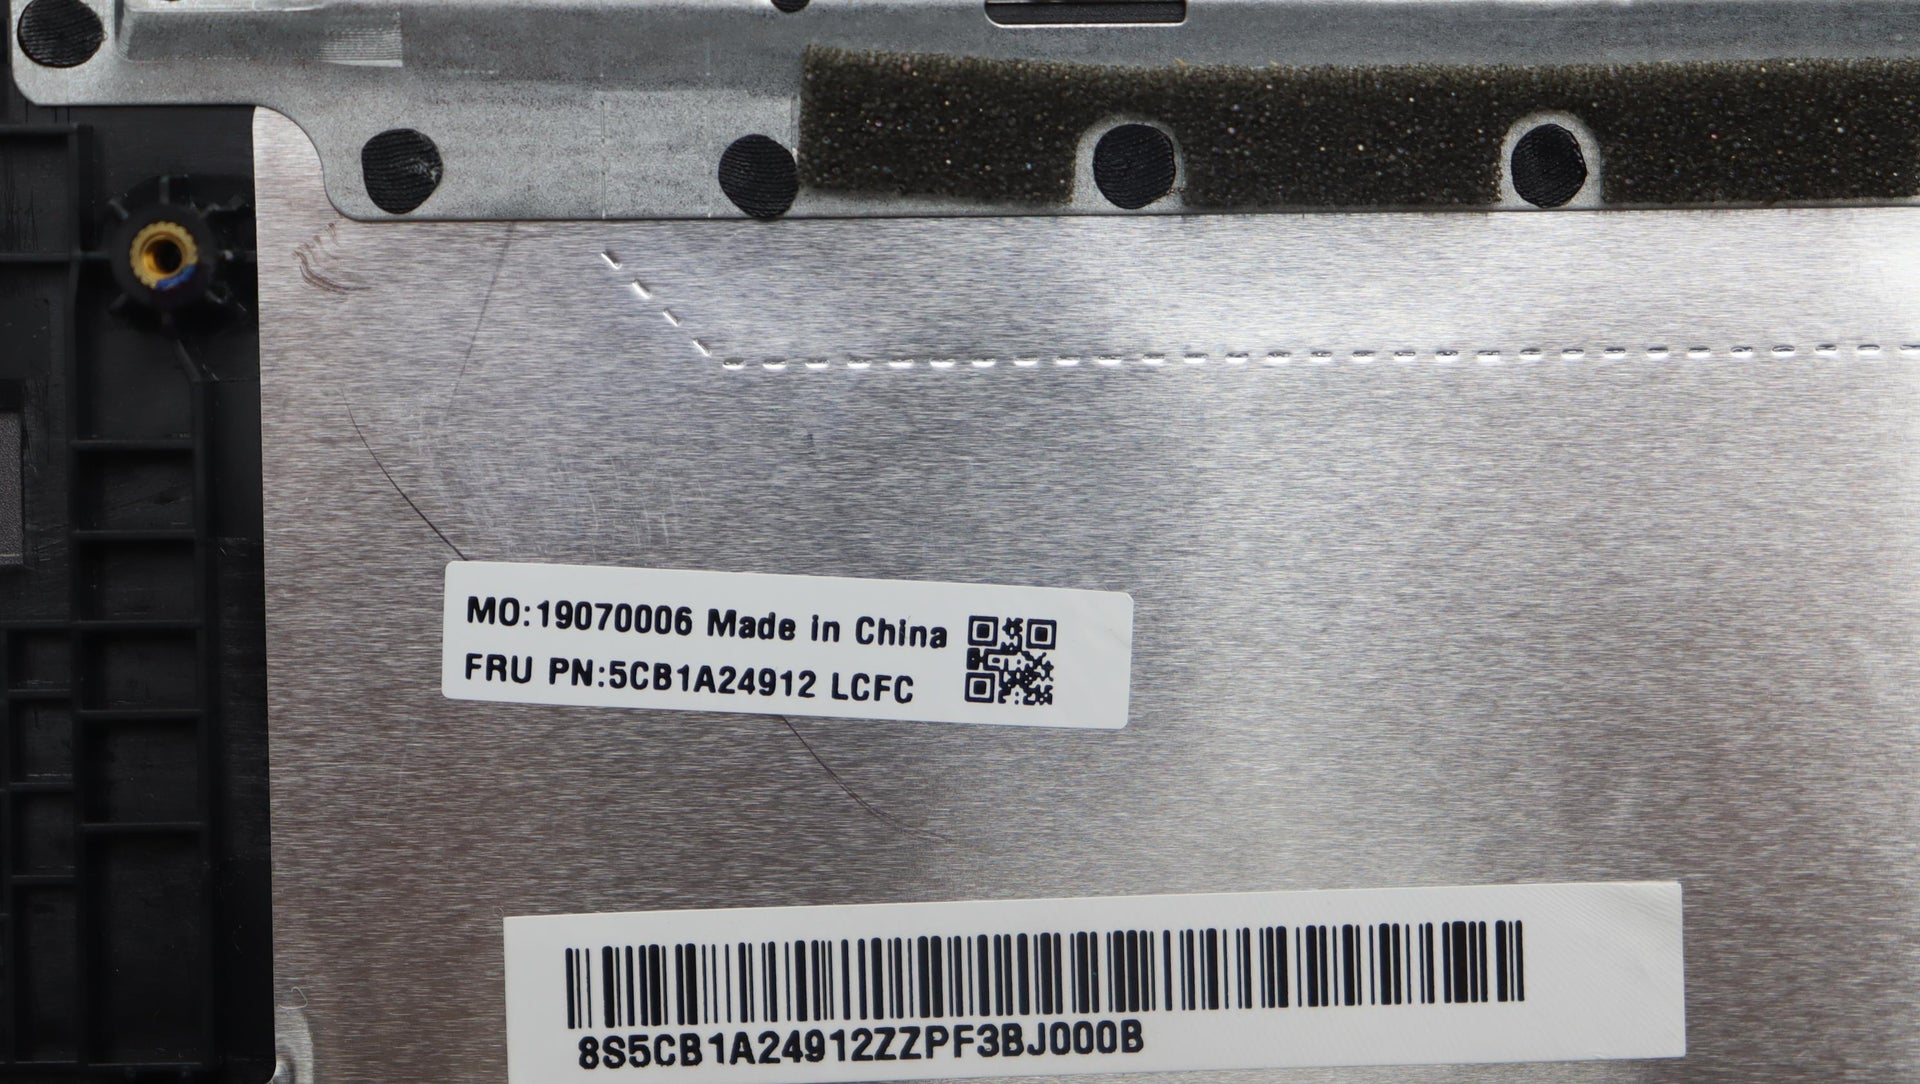 MO:19070006 Made in China
FRU PN:5CB1A24912 LCFC
8S5CB1A24912ZZPF3BJ000B